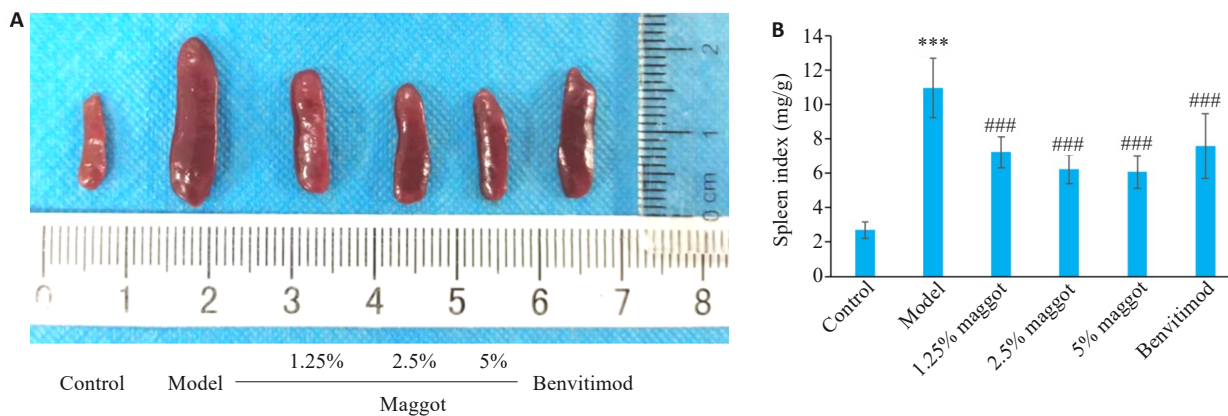 A
2
1
0 cm
0 1 2 3 4 5 6 7 8
1.25% 2.5% 5%
Control Model Benvitimod
Maggot
B
Spleen index (mg/g)
14
12
10
8
6
4
2
0
***
###
###
###
###
Control
Model
1.25% maggot
2.5% maggot
5% maggot
Benvitimod